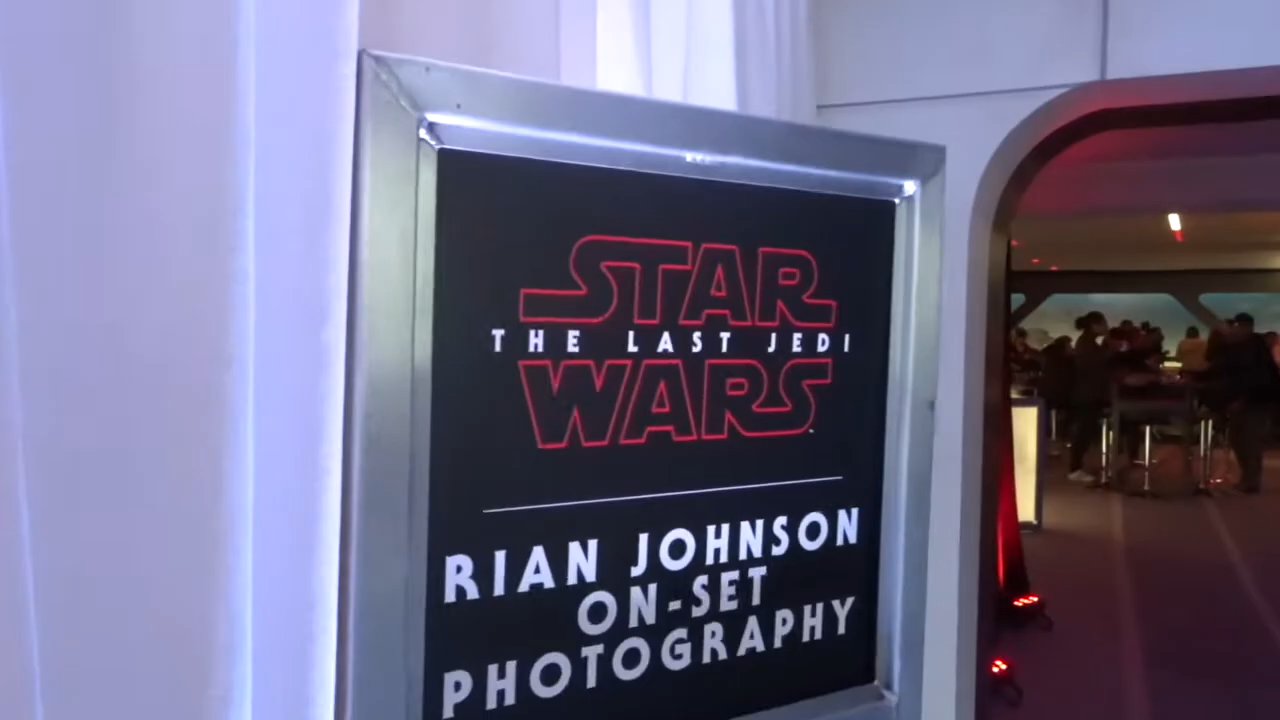 STAR
THE LAST JEDI
WARS
RIAN JOHNSON
ON-SET
PHOTOGRAPHY